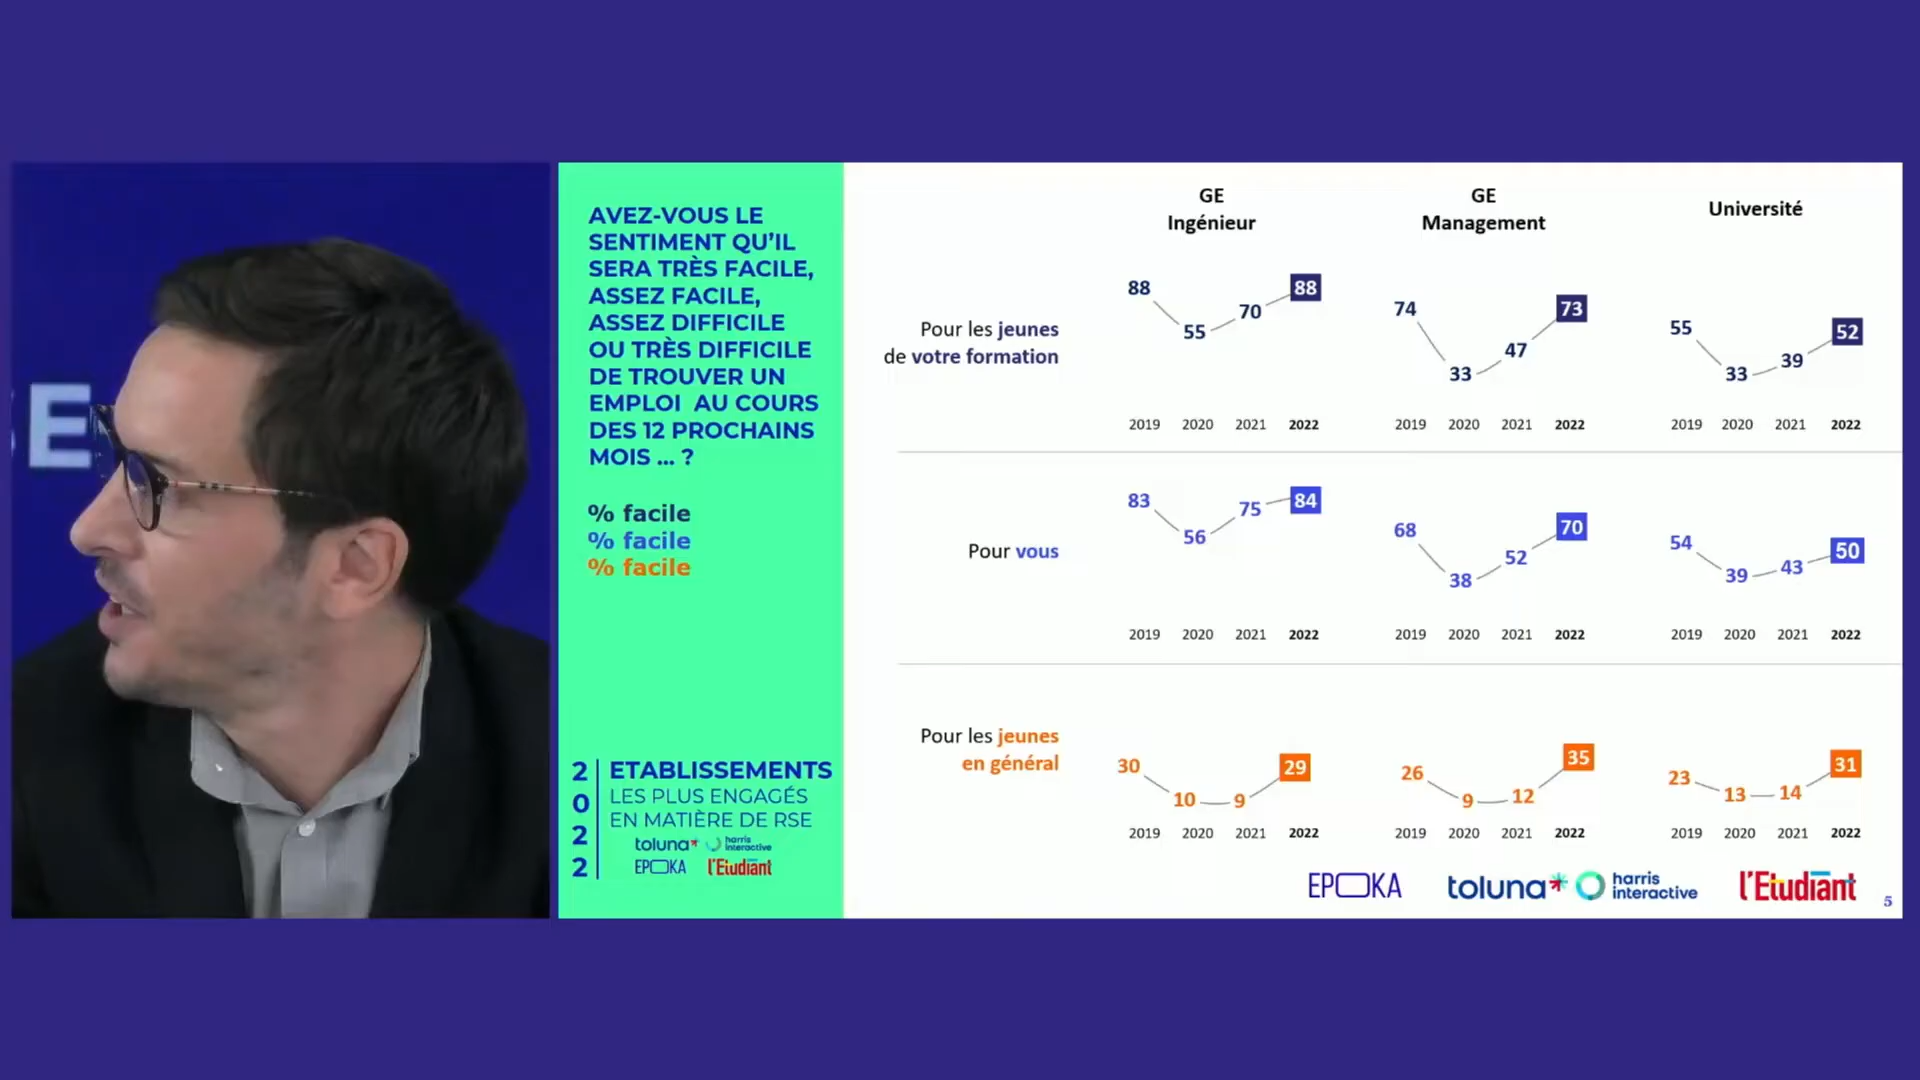 E
AVEZ-VOUS LE
SENTIMENT QU'IL
SERA TRÈS FACILE,
ASSEZ FACILE,
ASSEZ DIFFICILE
OU TRÈS DIFFICILE
DE TROUVER UN
EMPLOI AU COURS
DES 12 PROCHAINS
MOIS ... ?
% facile
% facile
% facile
2022
ETABLISSEMENTS
LES PLUS ENGAGÉS
EN MATIÈRE DE RSE
toluna* harris interactive
EPOKA l'Etudiant
GE
Ingénieur
GE
Management
Université
Pour les jeunes
de votre formation
88 55 70 88
2019 2020 2021 2022
74 33 47 73
2019 2020 2021 2022
55 33 39 52
2019 2020 2021 2022
Pour vous
83 56 75 84
2019 2020 2021 2022
68 38 52 70
2019 2020 2021 2022
54 39 43 50
2019 2020 2021 2022
Pour les jeunes
en général
30 10 9 29
2019 2020 2021 2022
26 9 12 35
2019 2020 2021 2022
23 13 14 31
2019 2020 2021 2022
EPOKA toluna* harris interactive l'Etudiant
5